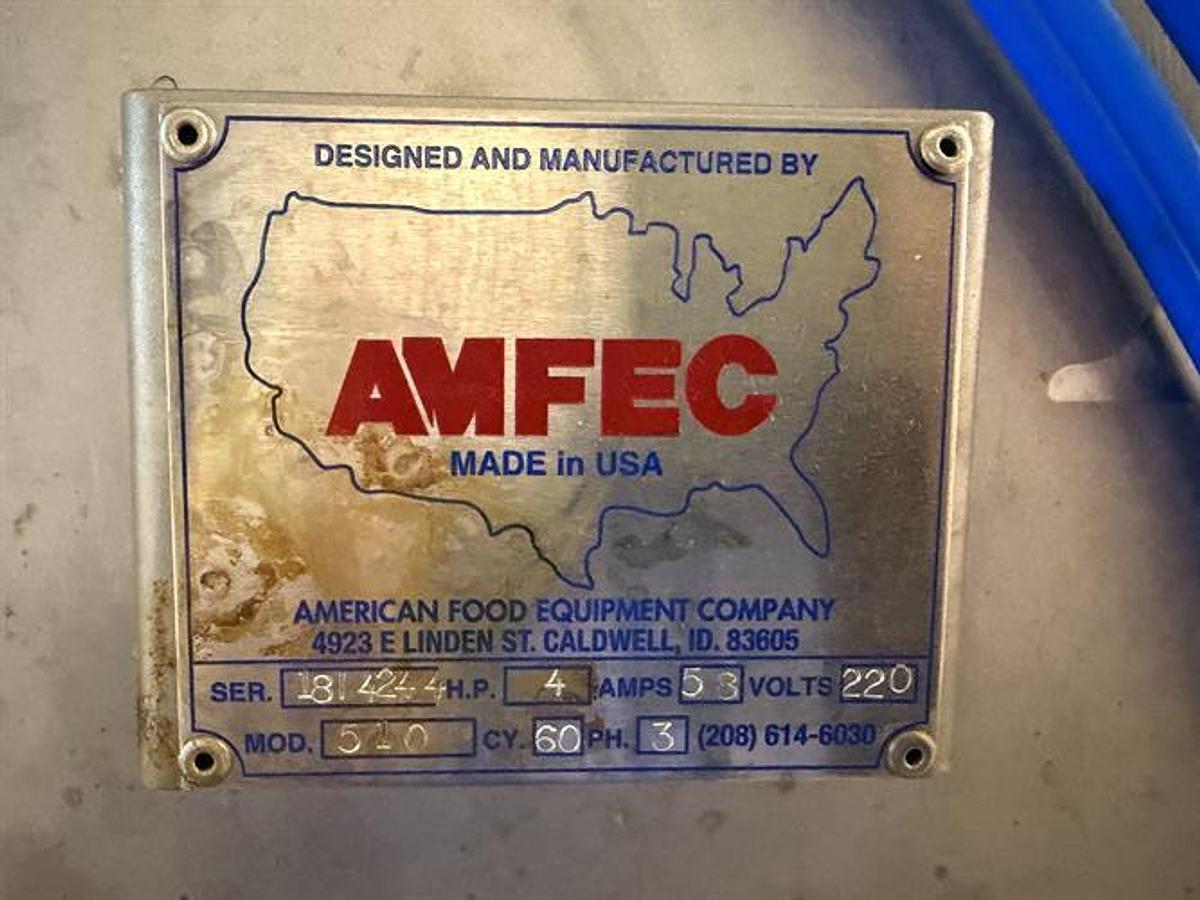 DESIGNED AND MANUFACTURED BY
AMFEC
MADE in USA
AMERICAN FOOD EQUIPMENT COMPANY
4923 E LINDEN ST. CALDWELL, ID. 83605
SER. 1814244 H.P. 4 AMPS 58 VOLTS 220
MOD. 510 CY. 60 PH. 3 (208) 614-6030